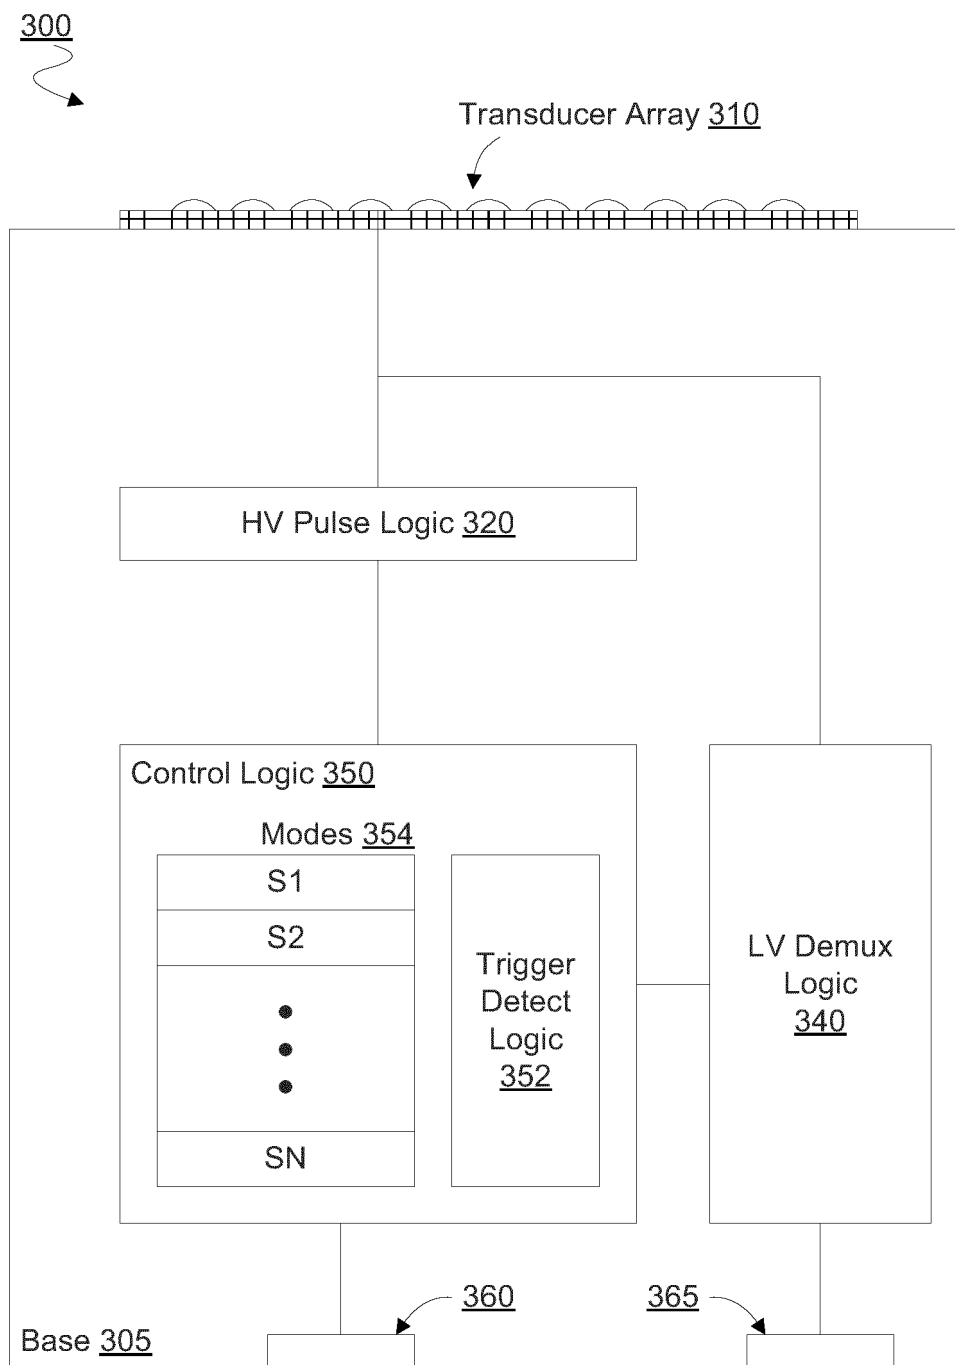 300
Transducer Array 310
HV Pulse Logic 320
Control Logic 350
Modes 354
S1
S2
SN
Trigger
Detect
Logic
352
LV Demux
Logic
340
360
365
Base 305